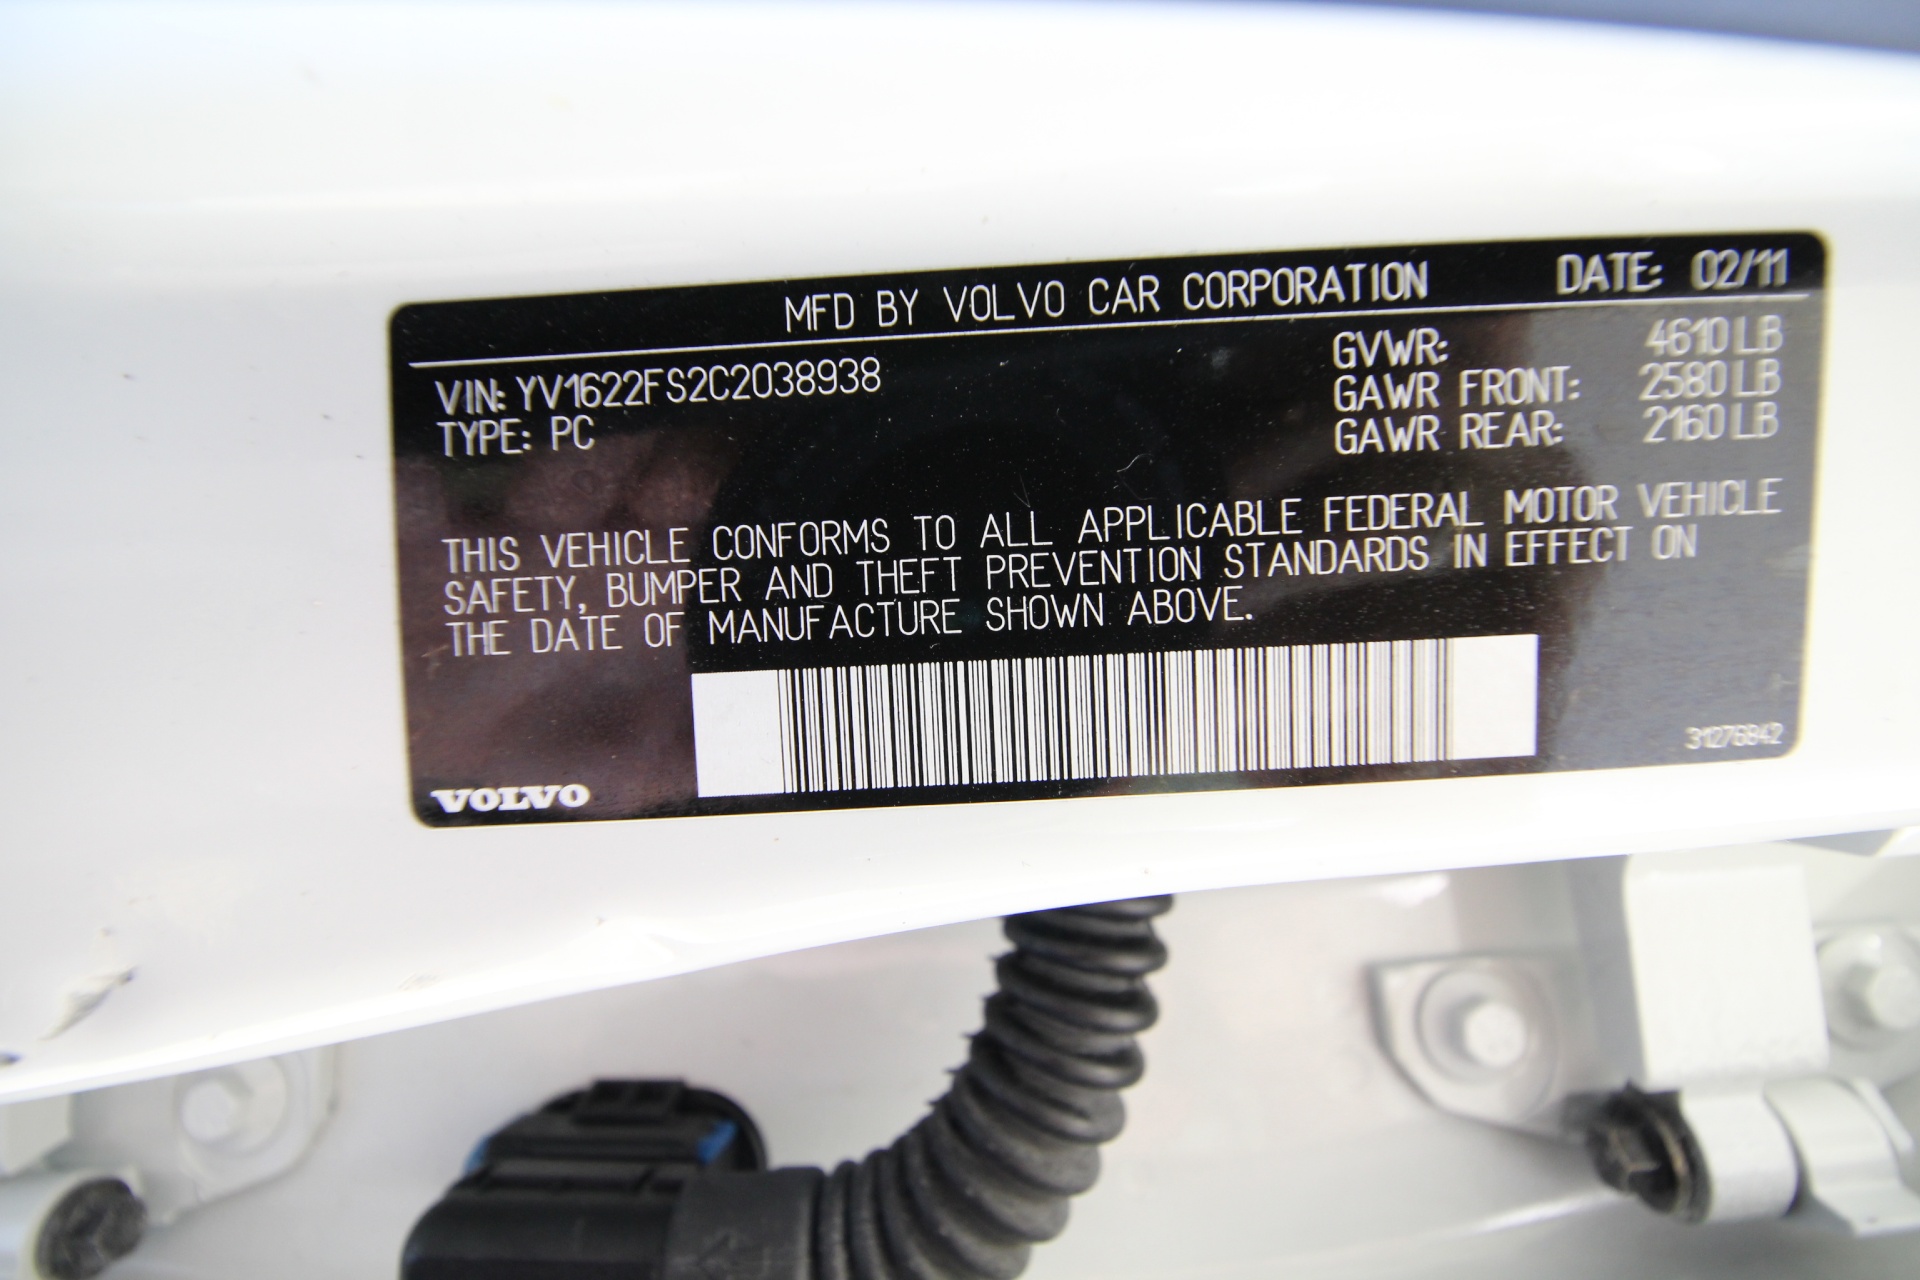 MFD BY VOLVO CAR CORPORATION DATE: 02/11
VIN: YV1622FS2C2038938
TYPE: PC
GVWR: 4610 LB
GAWR FRONT: 2580 LB
GAWR REAR: 2160 LB
THIS VEHICLE CONFORMS TO ALL APPLICABLE FEDERAL MOTOR VEHICLE
SAFETY, BUMPER AND THEFT PREVENTION STANDARDS IN EFFECT ON
THE DATE OF MANUFACTURE SHOWN ABOVE.
31276842
VOLVO